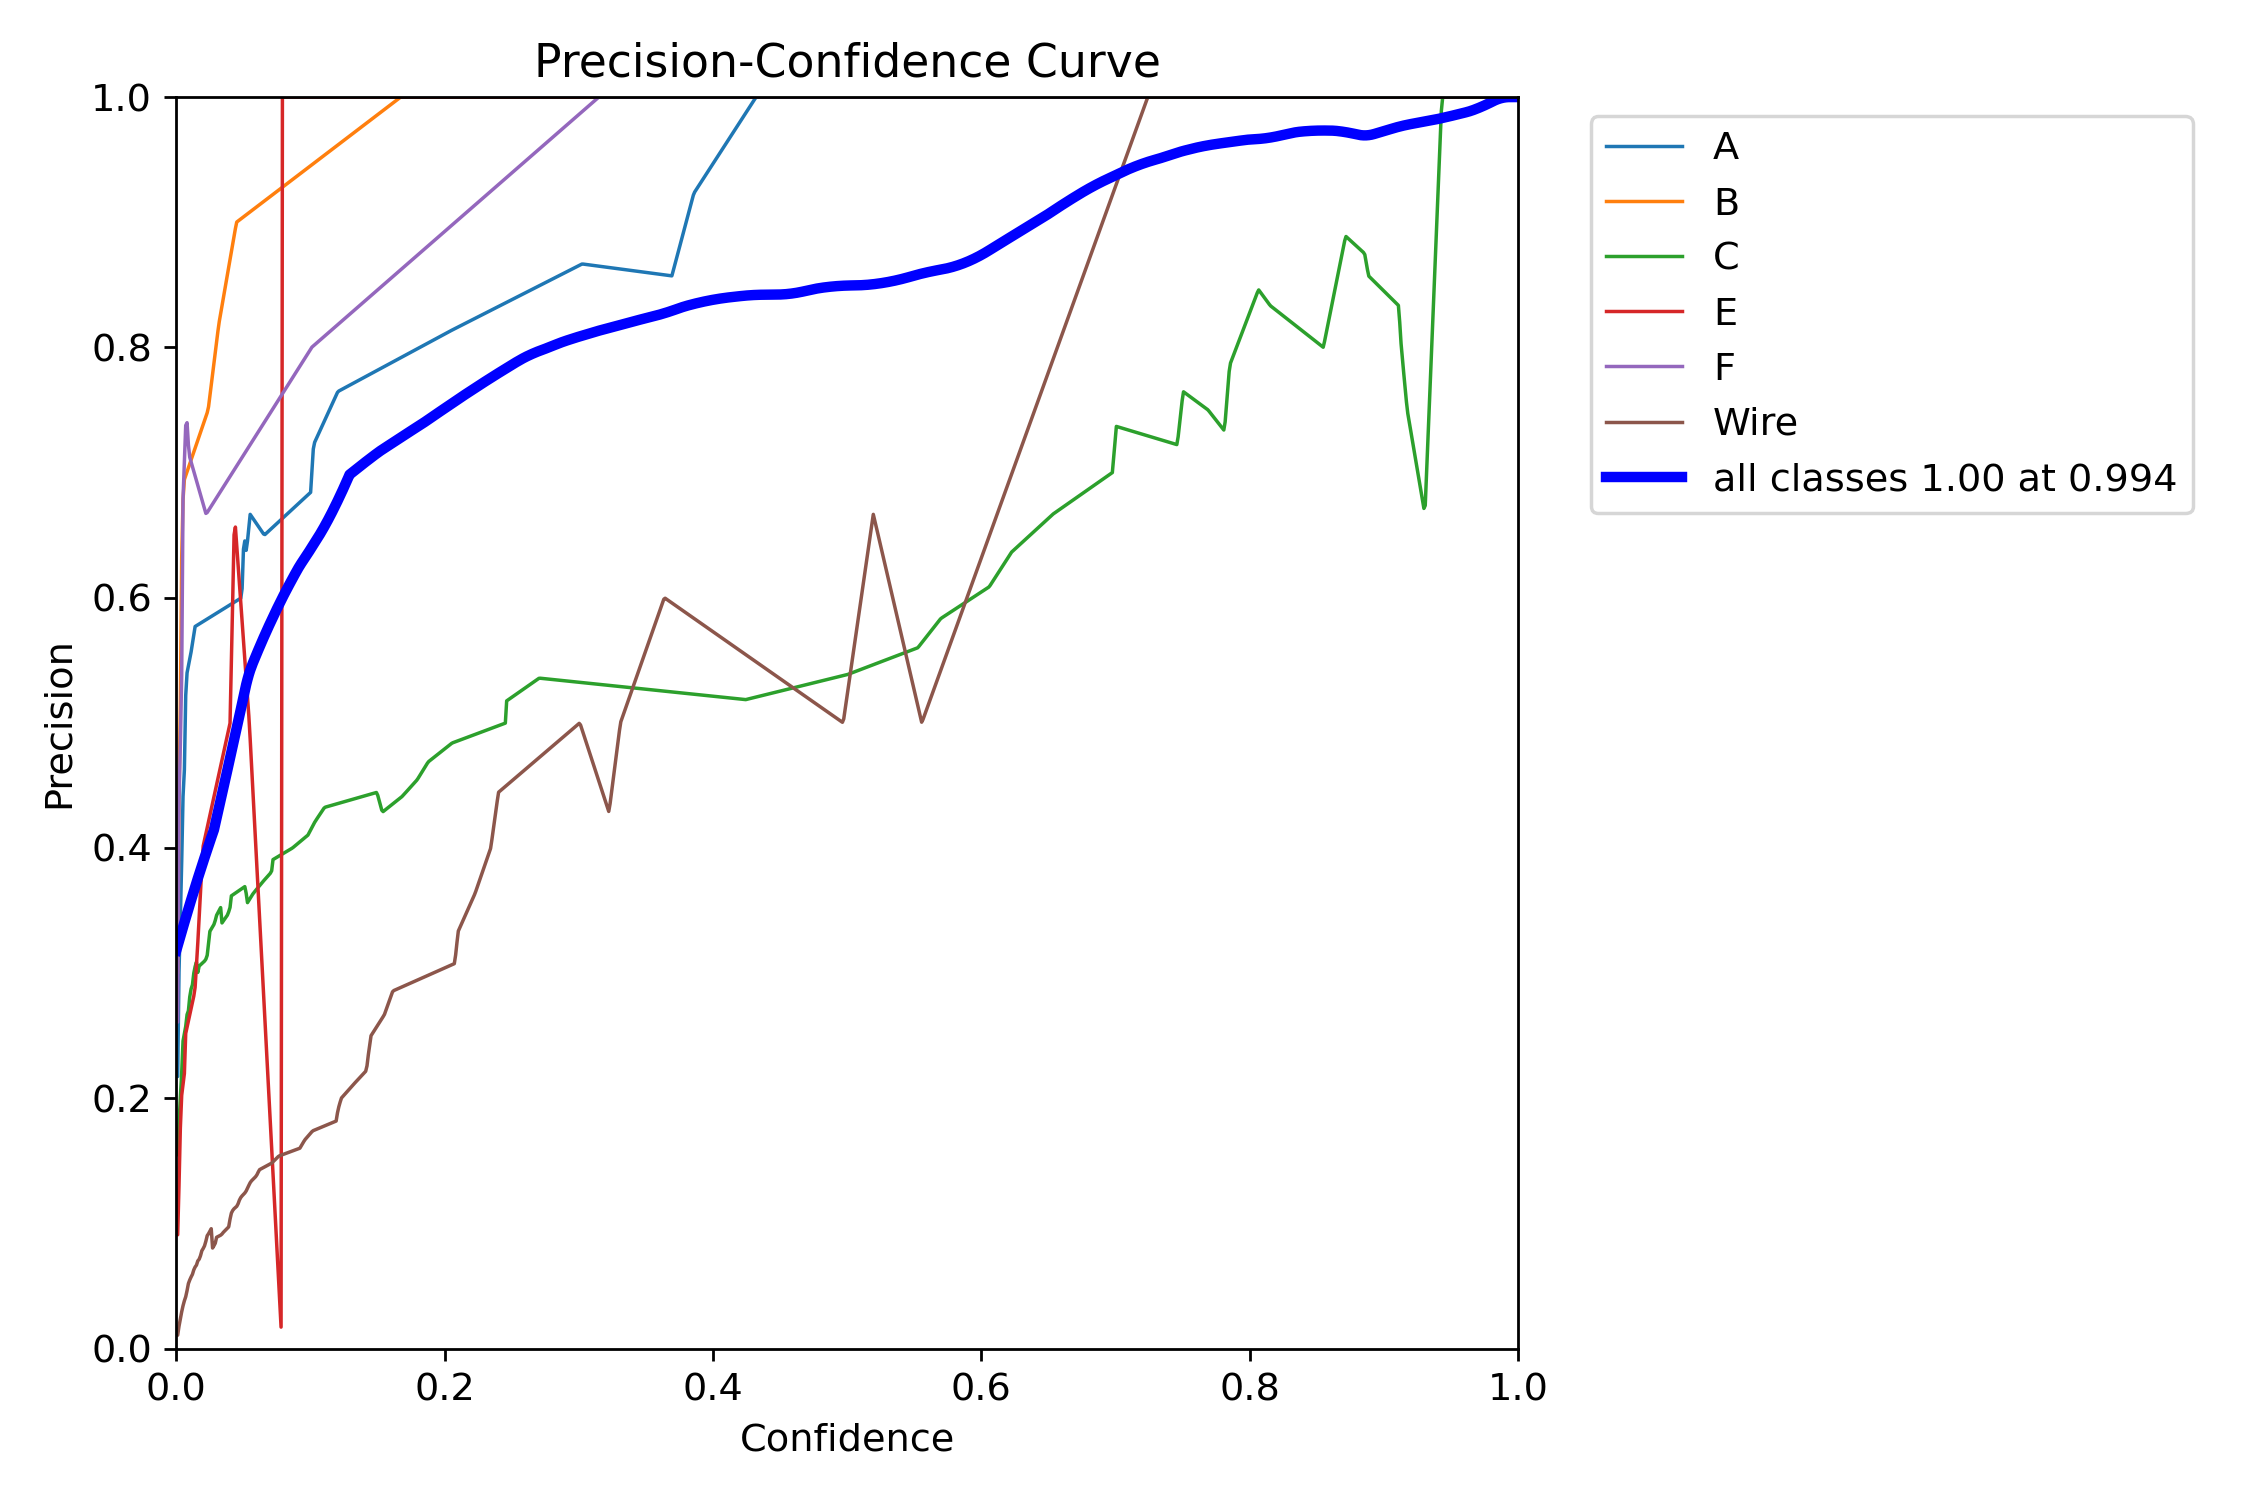 Precision-Confidence Curve
1.0
0.8
0.6
0.4
0.2
0.0
Precision
0.0 0.2 0.4 0.6 0.8 1.0
Confidence
A
B
C
E
F
Wire
all classes 1.00 at 0.994